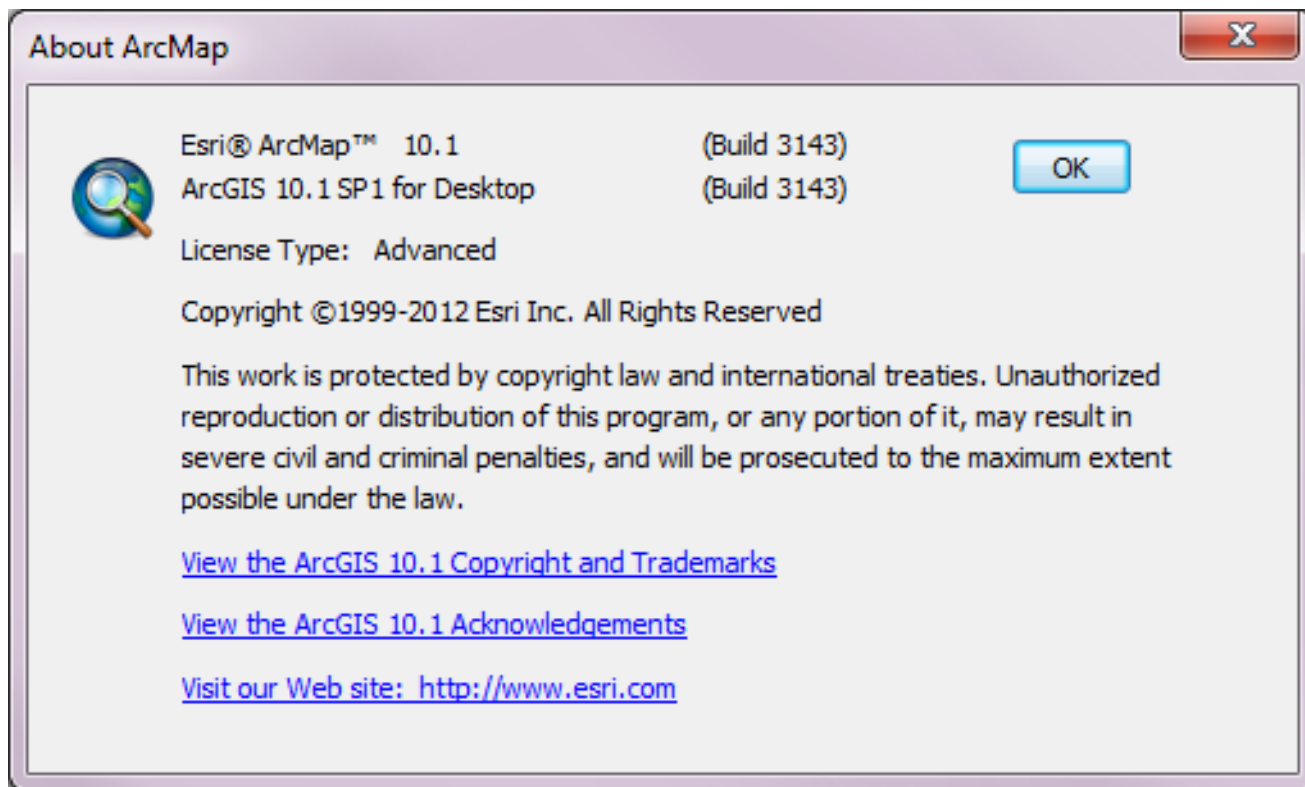 About ArcMap
Esri® ArcMap™ 10.1 (Build 3143)
OK
ArcGIS 10.1 SP1 for Desktop (Build 3143)
License Type: Advanced
Copyright ©1999-2012 Esri Inc. All Rights Reserved
This work is protected by copyright law and international treaties. Unauthorized
reproduction or distribution of this program, or any portion of it, may result in
severe civil and criminal penalties, and will be prosecuted to the maximum extent
possible under the law.
View the ArcGIS 10.1 Copyright and Trademarks
View the ArcGIS 10.1 Acknowledgements
Visit our Web site: http://www.esri.com